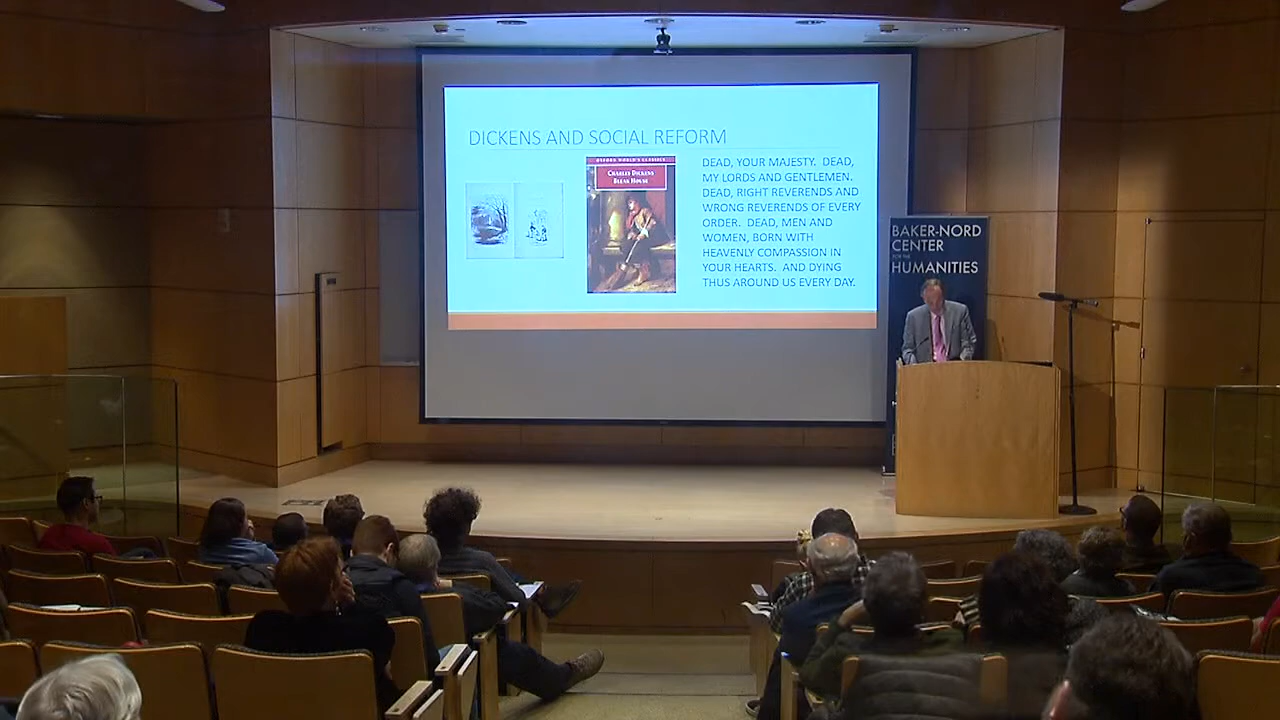 DICKENS AND SOCIAL REFORM
OXFORD WORLD'S CLASSICS
CHARLES DICKENS
BLEAK HOUSE
DEAD, YOUR MAJESTY. DEAD,
MY LORDS AND GENTLEMEN.
DEAD, RIGHT REVERENDS AND
WRONG REVERENDS OF EVERY
ORDER. DEAD, MEN AND
WOMEN, BORN WITH
HEAVENLY COMPASSION IN
YOUR HEARTS. AND DYING
THUS AROUND US EVERY DAY.
BAKER-NORD
CENTER
FOR THE
HUMANITIES